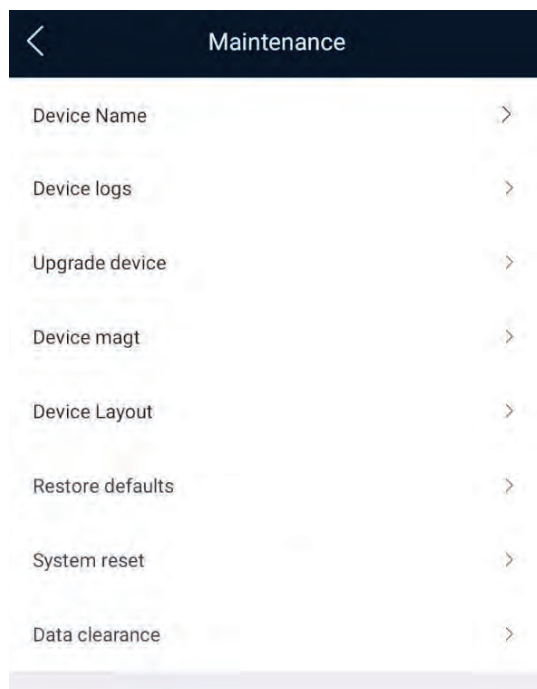 Maintenance
Device Name
Device logs
Upgrade device
Device magt
Device Layout
Restore defaults
System reset
Data clearance